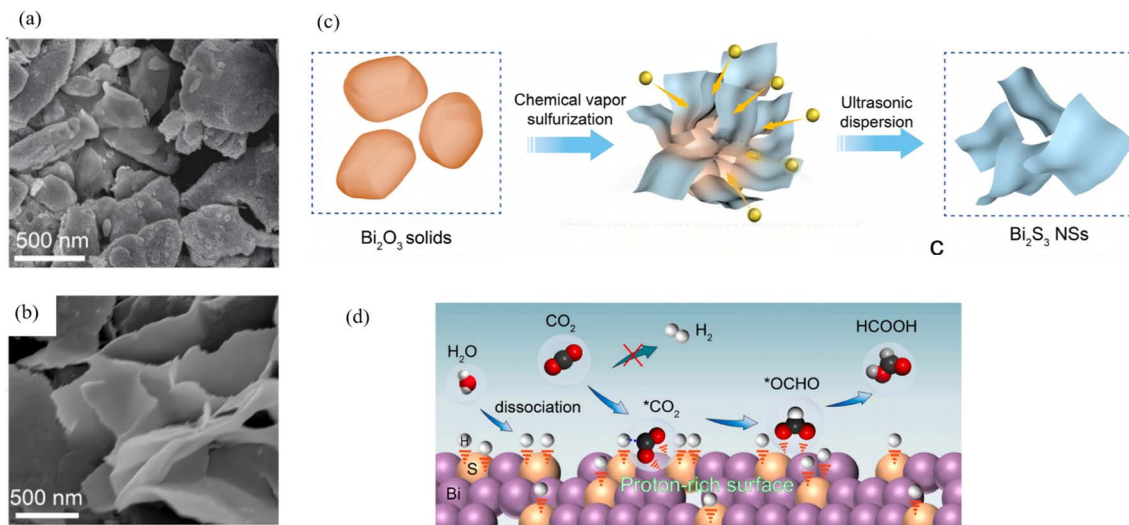 (a)
500 nm
(b)
500 nm
(c)
Chemical vapor
sulfurization
Ultrasonic
dispersion
Bi₂O₃ solids
Bi₂S₃ NSs
C
(d)
H₂O
CO₂
H₂
HCOOH
dissociation
*CO₂
*OCHO
H
S
Bi
Proton-rich surface